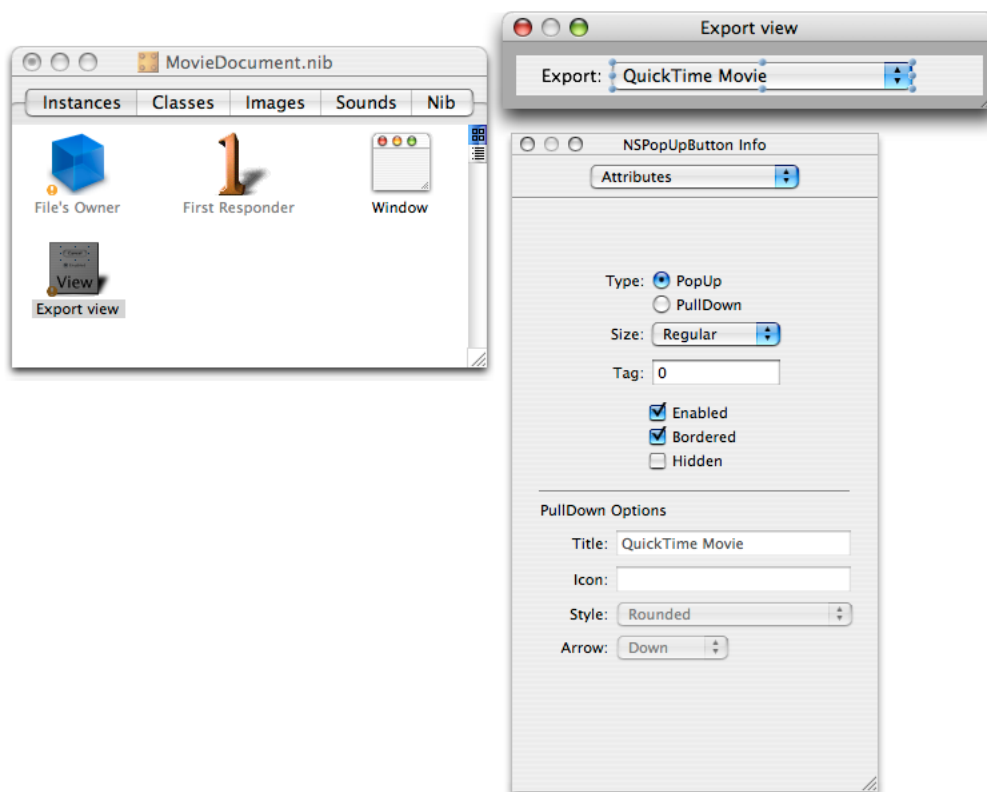 MovieDocument.nib
Instances Classes Images Sounds Nib
File's Owner First Responder Window
View
Export view
Export view
Export: QuickTime Movie
NSPopUpButton Info
Attributes
Type: PopUp
PullDown
Size: Regular
Tag: 0
Enabled
Bordered
Hidden
PullDown Options
Title: QuickTime Movie
Icon:
Style: Rounded
Arrow: Down